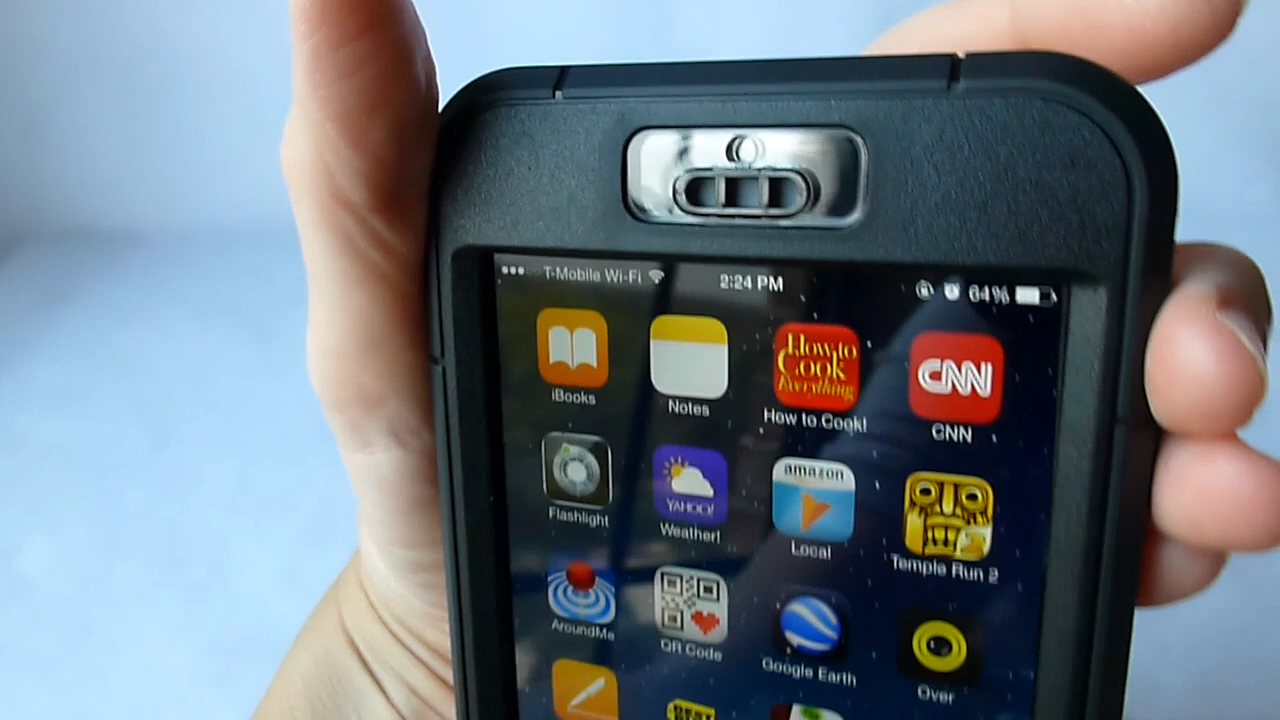 T-Mobile Wi-Fi 2:24 PM 64%
How to
Cook
Everything
CNN
iBooks Notes How to Cook! CNN
amazon
YAHOO!
Flashlight Weather! Local Temple Run 2
AroundMe QR Code Google Earth Over
BEST